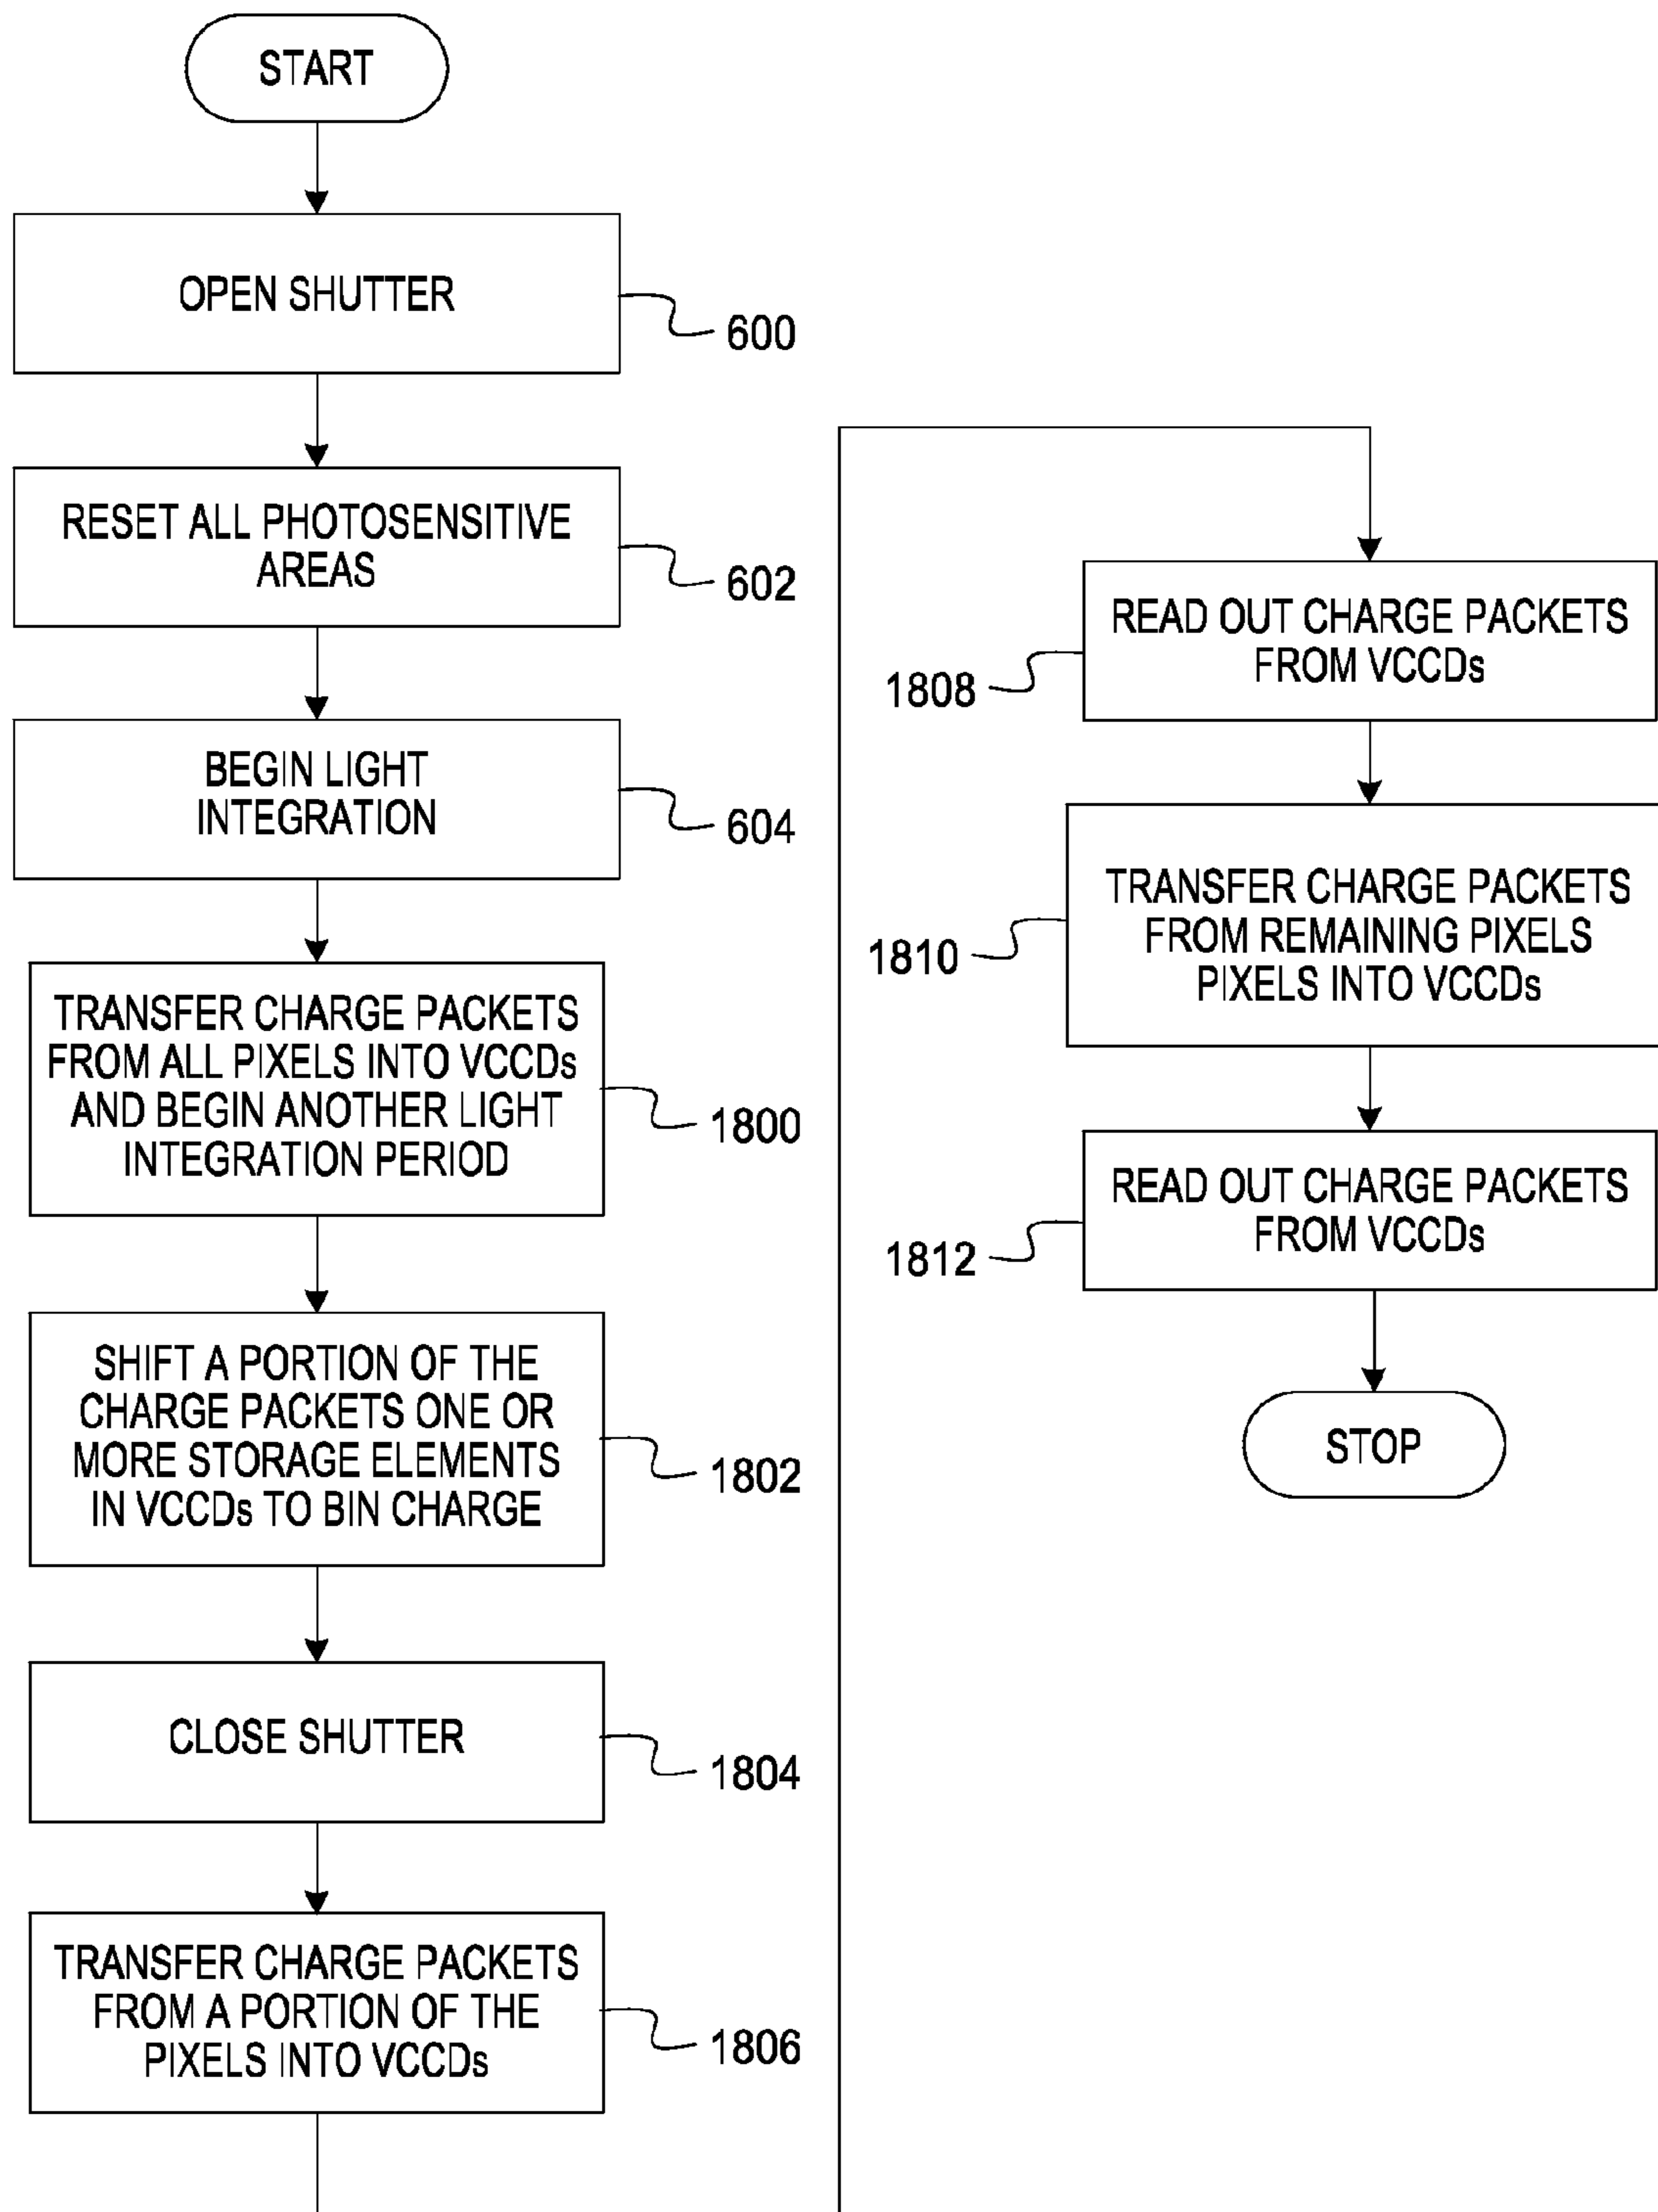 START
OPEN SHUTTER
600
RESET ALL PHOTOSENSITIVE
AREAS
602
BEGIN LIGHT
INTEGRATION
604
TRANSFER CHARGE PACKETS
FROM ALL PIXELS INTO VCCDs
AND BEGIN ANOTHER LIGHT
INTEGRATION PERIOD
1800
SHIFT A PORTION OF THE
CHARGE PACKETS ONE OR
MORE STORAGE ELEMENTS
IN VCCDs TO BIN CHARGE
1802
CLOSE SHUTTER
1804
TRANSFER CHARGE PACKETS
FROM A PORTION OF THE
PIXELS INTO VCCDs
1806
READ OUT CHARGE PACKETS
FROM VCCDs
1808
TRANSFER CHARGE PACKETS
FROM REMAINING PIXELS
PIXELS INTO VCCDs
1810
READ OUT CHARGE PACKETS
FROM VCCDs
1812
STOP